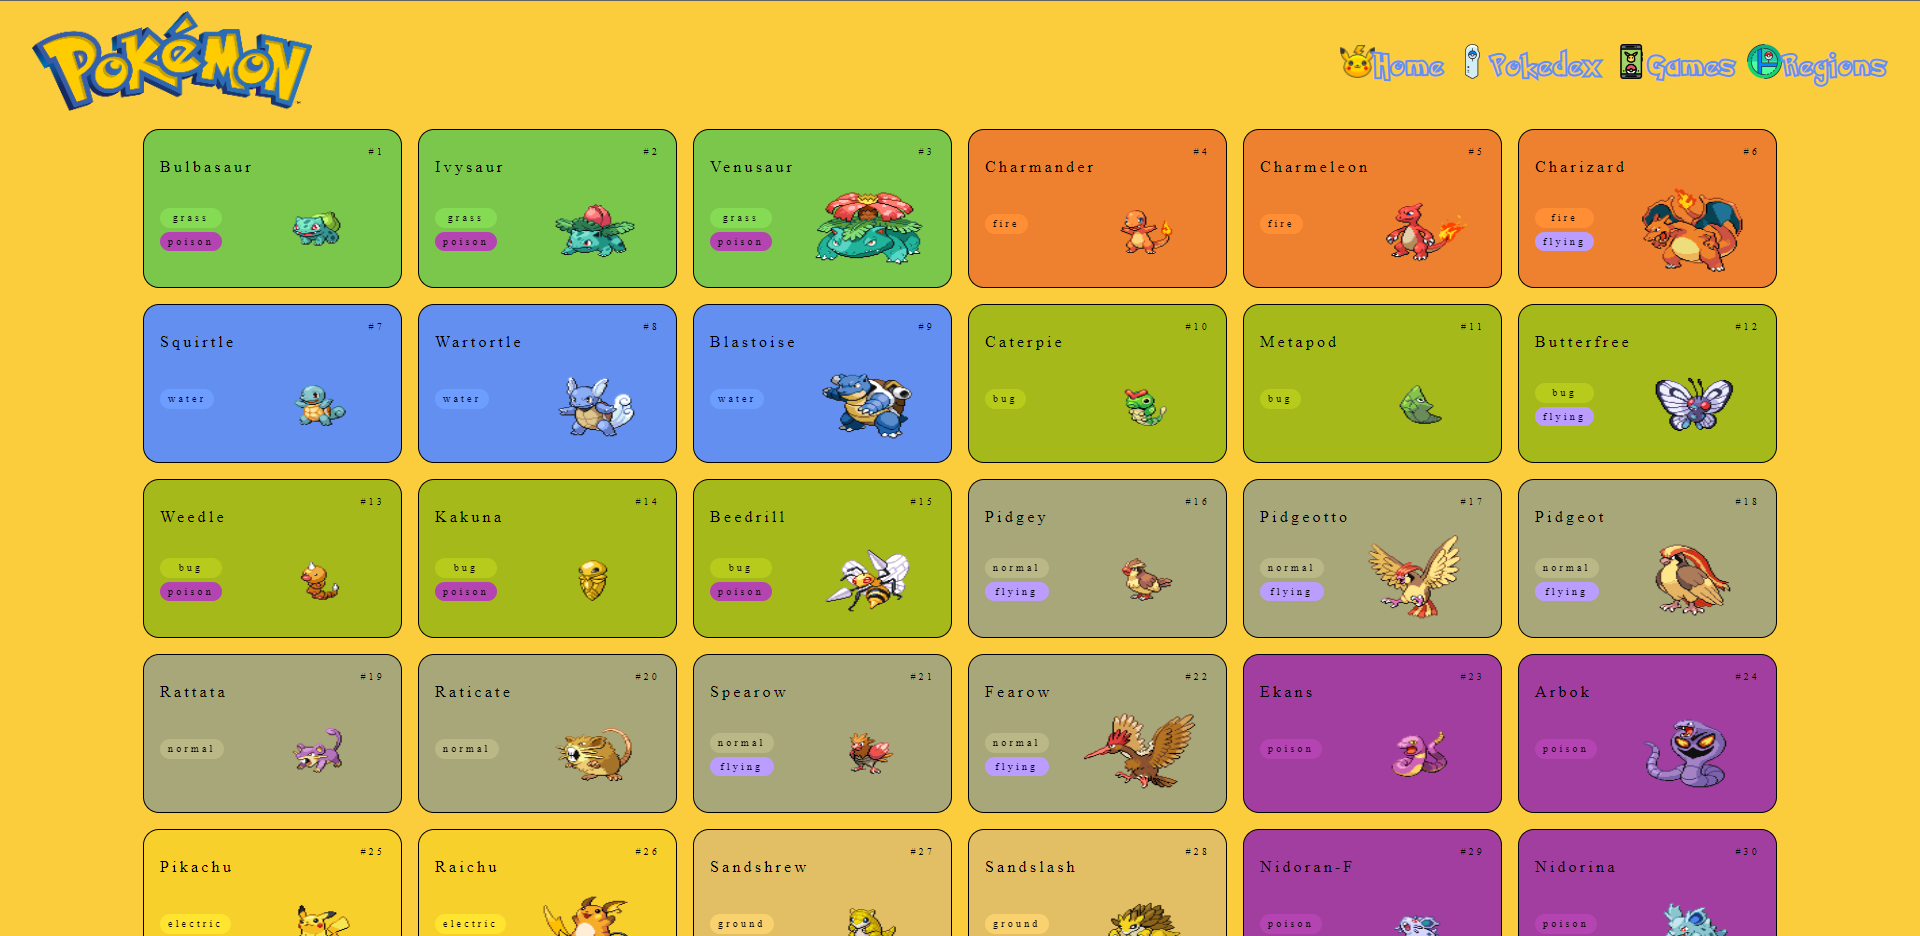 POKéMON
Home Pokedex Games Regions
#1
Bulbasaur
grass
poison
#2
Ivysaur
grass
poison
#3
Venusaur
grass
poison
#4
Charmander
fire
#5
Charmeleon
fire
#6
Charizard
fire
flying
#7
Squirtle
water
#8
Wartortle
water
#9
Blastoise
water
#10
Caterpie
bug
#11
Metapod
bug
#12
Butterfree
bug
flying
#13
Weedle
bug
poison
#14
Kakuna
bug
poison
#15
Beedrill
bug
poison
#16
Pidgey
normal
flying
#17
Pidgeotto
normal
flying
#18
Pidgeot
normal
flying
#19
Rattata
normal
#20
Raticate
normal
#21
Spearow
normal
flying
#22
Fearow
normal
flying
#23
Ekans
poison
#24
Arbok
poison
#25
Pikachu
electric
#26
Raichu
electric
#27
Sandshrew
ground
#28
Sandslash
ground
#29
Nidoran-F
poison
#30
Nidorina
poison